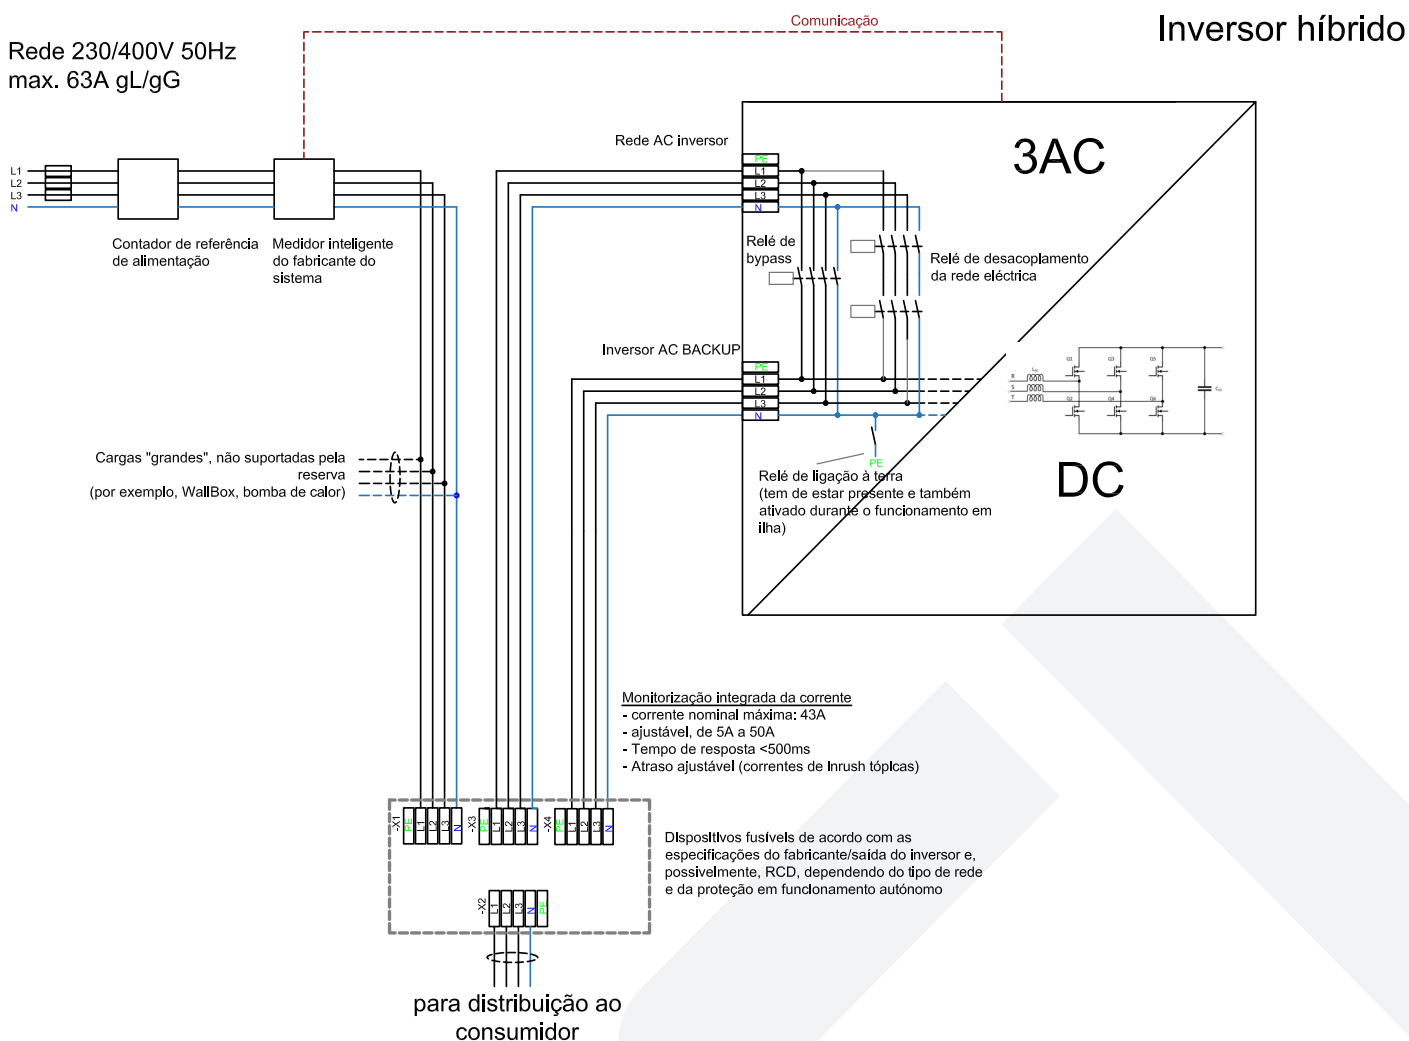 Comunicação
Inversor híbrido
Rede 230/400V 50Hz
max. 63A gL/gG
L1
L2
L3
N
Contador de referência
de alimentação
Medidor inteligente
do fabricante do
sistema
Rede AC inversor
PE
L1
L2
L3
N
3AC
Relé de
bypass
Relé de desacoplamento
da rede eléctrica
Inversor AC BACKUP
PE
L1
L2
L3
N
Q1
Q3
Q5
R
S
T
Q2
Q4
Q6
PE
Relé de ligação à terra
(tem de estar presente e também
ativado durante o funcionamento em
ilha)
DC
Cargas "grandes", não suportadas pela
reserva
(por exemplo, WallBox, bomba de calor)
Monitorização integrada da corrente
- corrente nominal máxima: 43A
- ajustável, de 5A a 50A
- Tempo de resposta <500ms
- Atraso ajustável (correntes de Inrush tópicas)
-X1
PE
L1
L2
L3
N
-X3
PE
L1
L2
L3
N
-X4
PE
L1
L2
L3
N
Dispositivos fusíveis de acordo com as
especificações do fabricante/saída do inversor e,
possivelmente, RCD, dependendo do tipo de rede
e da proteção em funcionamento autónomo
-X2
L1
L2
L3
N
PE
para distribuição ao
consumidor